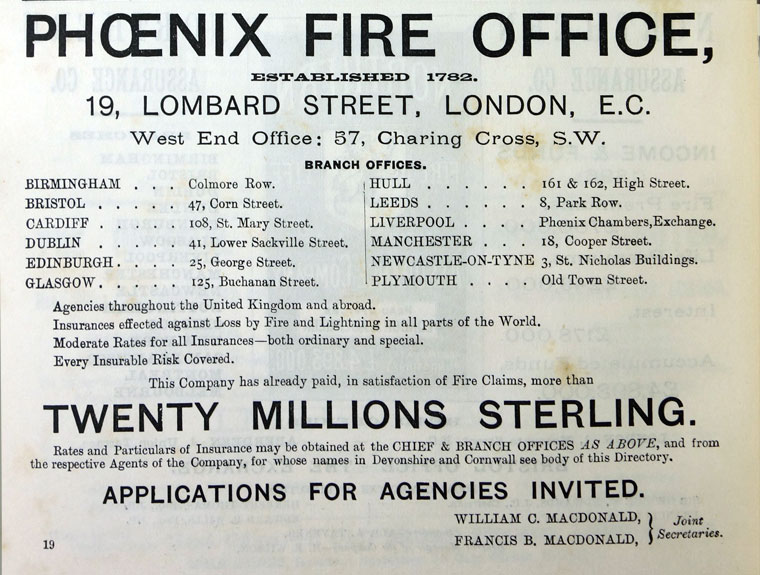 PHŒNIX FIRE OFFICE,
ESTABLISHED 1782.
19, LOMBARD STREET, LONDON, E.C.
West End Office: 57, Charing Cross, S.W.
BRANCH OFFICES.
BIRMINGHAM . . Colmore Row.
BRISTOL . . . . 47, Corn Street.
CARDIFF . . . . 108, St. Mary Street.
DUBLIN . . . . 41, Lower Sackville Street.
EDINBURGH . . . 25, George Street.
GLASGOW . . . . 125, Buchanan Street.
HULL . . . . . . 161 & 162, High Street.
LEEDS . . . . . 8, Park Row.
LIVERPOOL . . . . Phœnix Chambers, Exchange.
MANCHESTER . . . 18, Cooper Street.
NEWCASTLE-ON-TYNE 3, St. Nicholas Buildings.
PLYMOUTH . . . . Old Town Street.
Agencies throughout the United Kingdom and abroad.
Insurances effected against Loss by Fire and Lightning in all parts of the World.
Moderate Rates for all Insurances—both ordinary and special.
Every Insurable Risk Covered.
This Company has already paid, in satisfaction of Fire Claims, more than
TWENTY MILLIONS STERLING.
Rates and Particulars of Insurance may be obtained at the CHIEF & BRANCH OFFICES AS ABOVE, and from
the respective Agents of the Company, for whose names in Devonshire and Cornwall see body of this Directory.
APPLICATIONS FOR AGENCIES INVITED.
WILLIAM C. MACDONALD,
FRANCIS B. MACDONALD,
Joint
Secretaries.
19